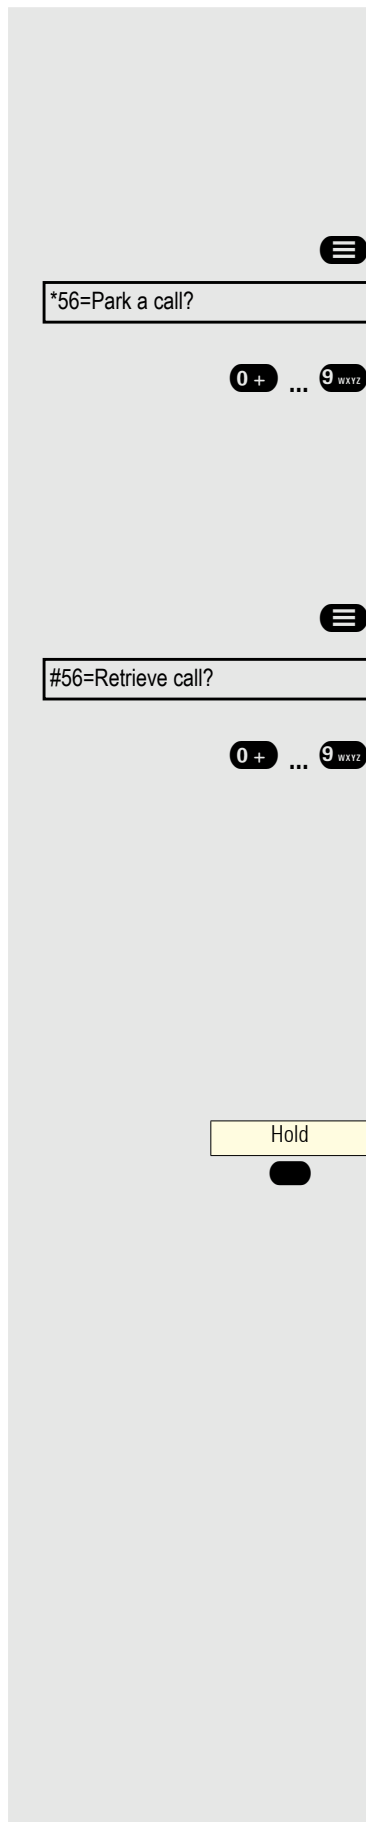 *56=Park a call?
0 + ... 9 WXYZ
#56=Retrieve call?
0 + ... 9 WXYZ
Hold